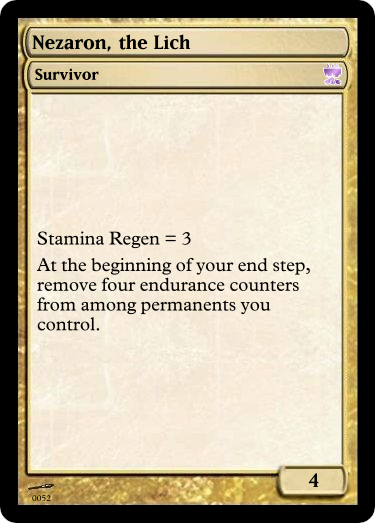 Nezaron, the Lich
Survivor
Stamina Regen = 3
At the beginning of your end step,
remove four endurance counters
from among permanents you
control.
4
0052